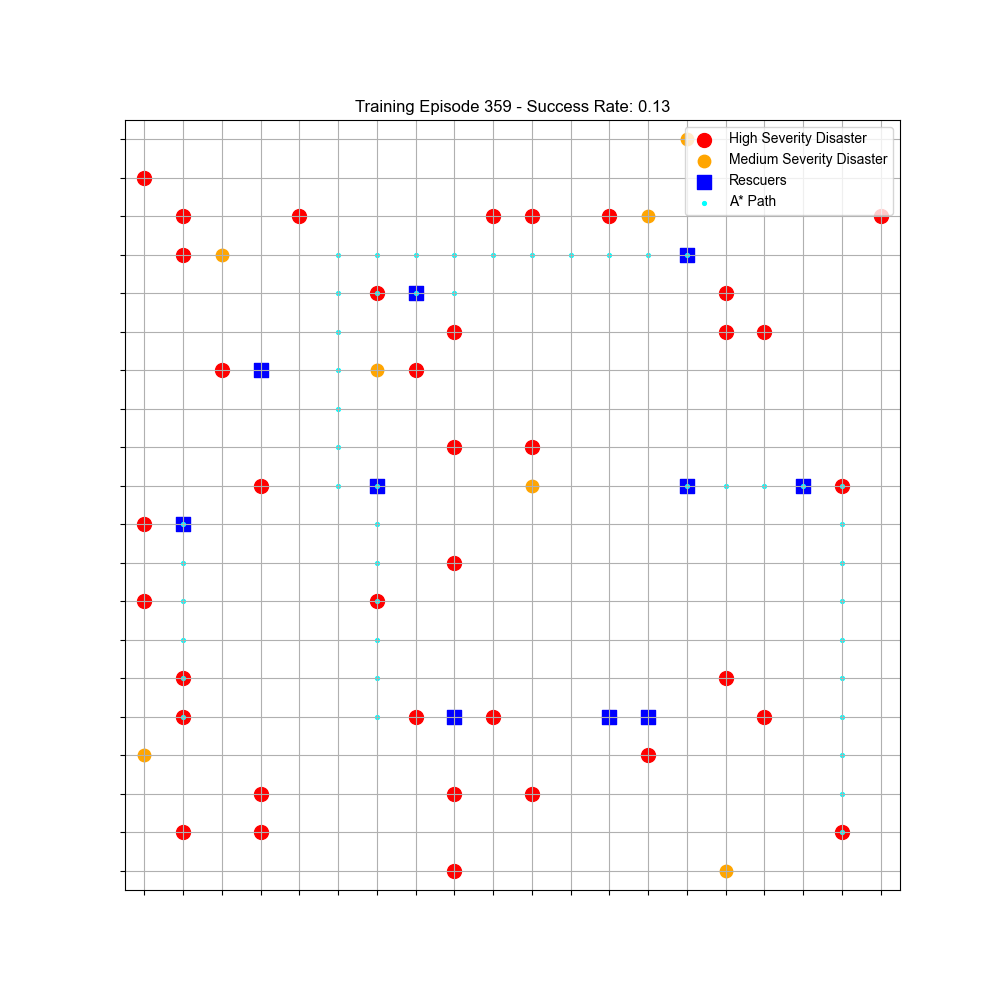 Training Episode 359 - Success Rate: 0.13
High Severity Disaster
Medium Severity Disaster
Rescuers
A* Path